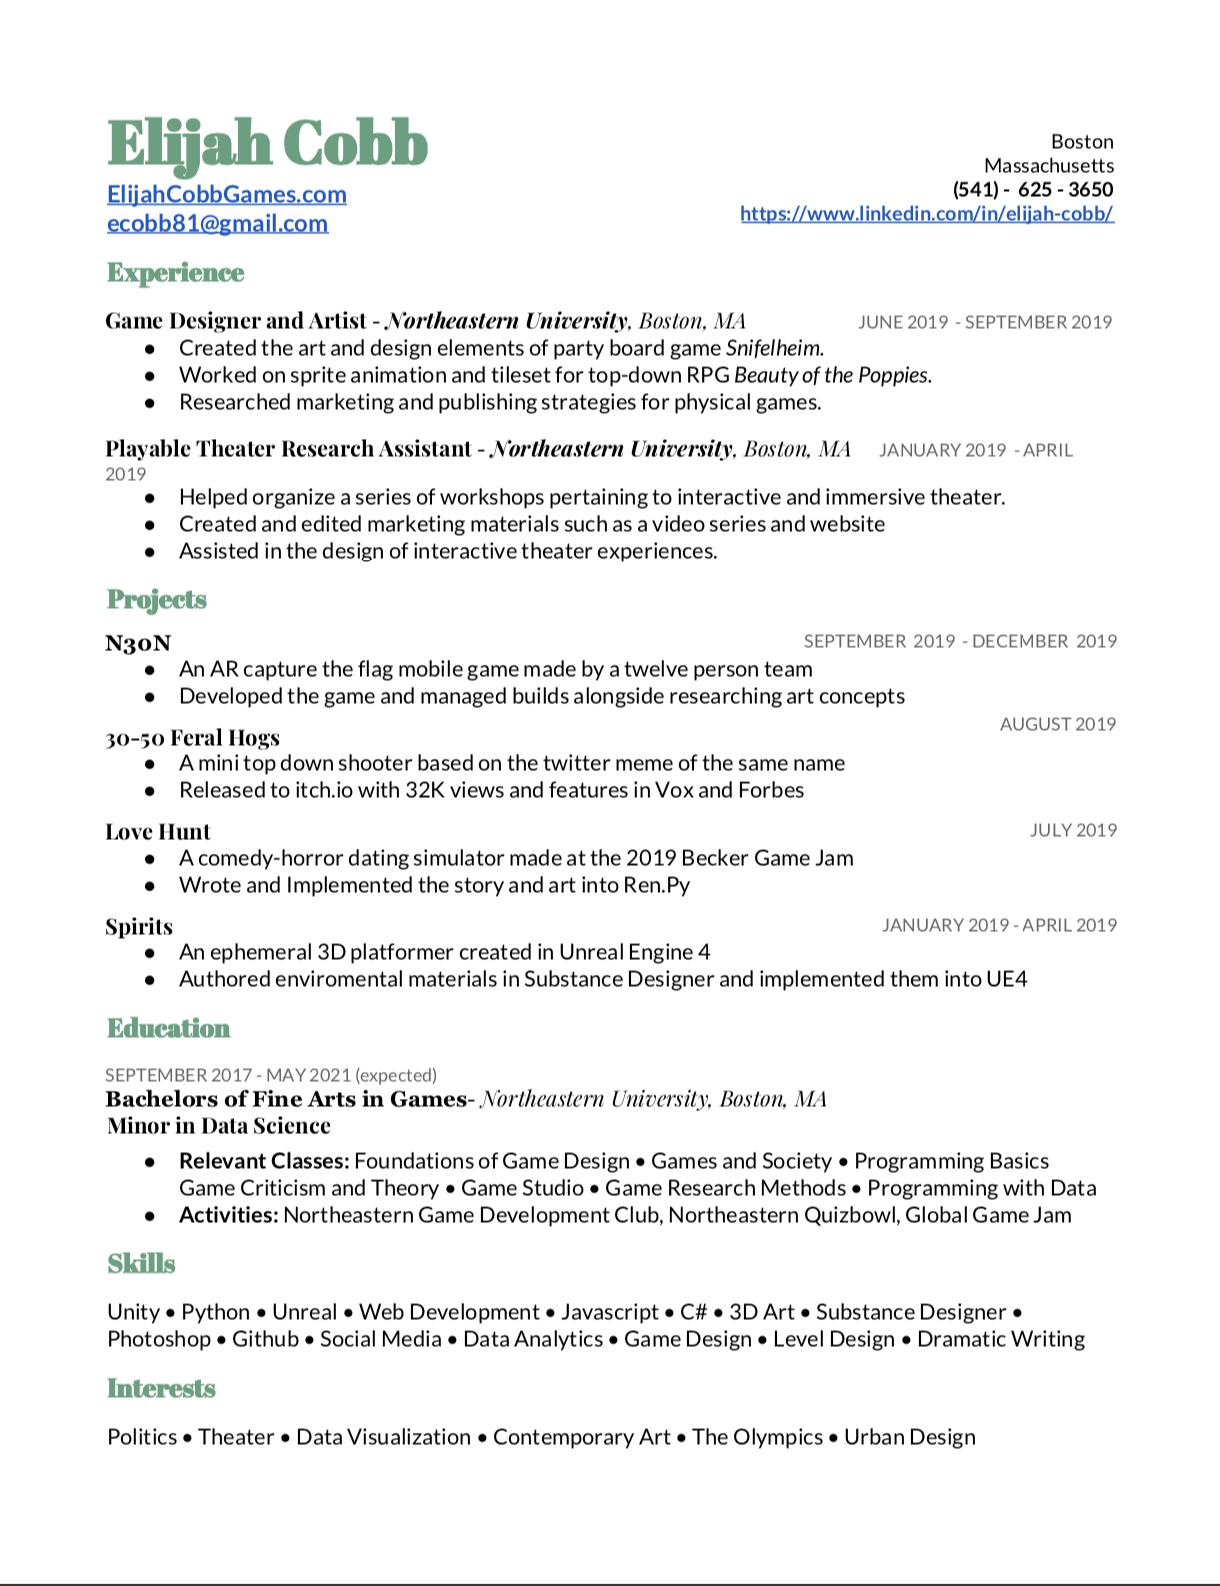 Elijah Cobb
ElijahCobbGames.com
ecobb81@gmail.com
Boston
Massachusetts
(541) - 625 - 3650
https://www.linkedin.com/in/elijah-cobb/
Experience
Game Designer and Artist - Northeastern University, Boston, MA JUNE 2019 - SEPTEMBER 2019
● Created the art and design elements of party board game Snifelheim.
● Worked on sprite animation and tileset for top-down RPG Beauty of the Poppies.
● Researched marketing and publishing strategies for physical games.
Playable Theater Research Assistant - Northeastern University, Boston, MA JANUARY 2019 - APRIL
2019
● Helped organize a series of workshops pertaining to interactive and immersive theater.
● Created and edited marketing materials such as a video series and website
● Assisted in the design of interactive theater experiences.
Projects
N30N SEPTEMBER 2019 - DECEMBER 2019
● An AR capture the flag mobile game made by a twelve person team
● Developed the game and managed builds alongside researching art concepts
30-50 Feral Hogs AUGUST 2019
● A mini top down shooter based on the twitter meme of the same name
● Released to itch.io with 32K views and features in Vox and Forbes
Love Hunt JULY 2019
● A comedy-horror dating simulator made at the 2019 Becker Game Jam
● Wrote and Implemented the story and art into Ren.Py
Spirits JANUARY 2019 - APRIL 2019
● An ephemeral 3D platformer created in Unreal Engine 4
● Authored enviromental materials in Substance Designer and implemented them into UE4
Education
SEPTEMBER 2017 - MAY 2021 (expected)
Bachelors of Fine Arts in Games- Northeastern University, Boston, MA
Minor in Data Science
● Relevant Classes: Foundations of Game Design ● Games and Society ● Programming Basics
Game Criticism and Theory ● Game Studio ● Game Research Methods ● Programming with Data
● Activities: Northeastern Game Development Club, Northeastern Quizbowl, Global Game Jam
Skills
Unity ● Python ● Unreal ● Web Development ● Javascript ● C# ● 3D Art ● Substance Designer ●
Photoshop ● Github ● Social Media ● Data Analytics ● Game Design ● Level Design ● Dramatic Writing
Interests
Politics ● Theater ● Data Visualization ● Contemporary Art ● The Olympics ● Urban Design